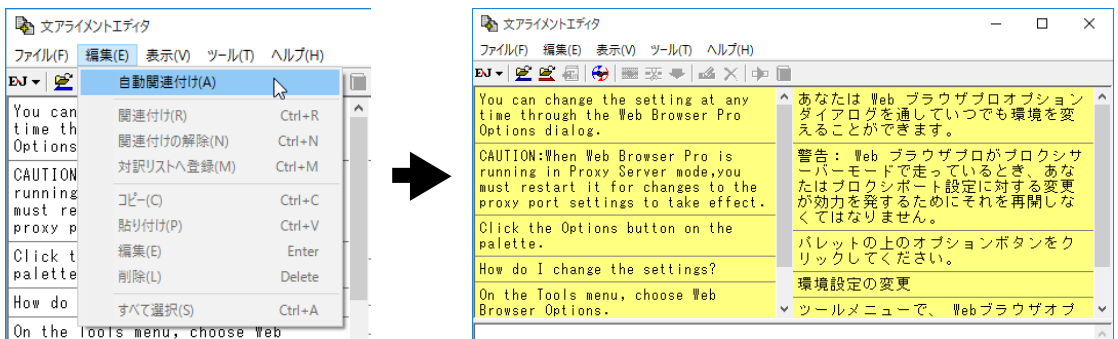 文アライメントエディタ
ファイル(F) 編集(E) 表示(V) ツール(T) ヘルプ(H)
EJ
自動関連付け(A)
関連付け(R) Ctrl+R
関連付けの解除(N) Ctrl+N
対訳リストへ登録(M) Ctrl+M
コピー(C) Ctrl+C
貼り付け(P) Ctrl+V
編集(E) Enter
削除(L) Delete
すべて選択(S) Ctrl+A
You can
time th
Options
CAUTION
running
must re
proxy p
Click t
palette
How do
On the Tools menu, choose Web
文アライメントエディタ
ファイル(F) 編集(E) 表示(V) ツール(T) ヘルプ(H)
EJ
You can change the setting at any
time through the Web Browser Pro
Options dialog.
CAUTION:When Web Browser Pro is
running in Proxy Server mode,you
must restart it for changes to the
proxy port settings to take effect.
Click the Options button on the
palette.
How do I change the settings?
On the Tools menu, choose Web
Browser Options.
あなたは Web ブラウザプロオプション
ダイアログを通していつでも環境を変
えることができます。
警告： Web ブラウザプロがプロクシサ
ーバーモードで走っているとき、あな
たはプロクシポート設定に対する変更
が効力を発するためにそれを再開しな
くてはなりません。
パレットの上のオプションボタンをク
リックしてください。
環境設定の変更
ツールメニューで、 Webブラウザオプ